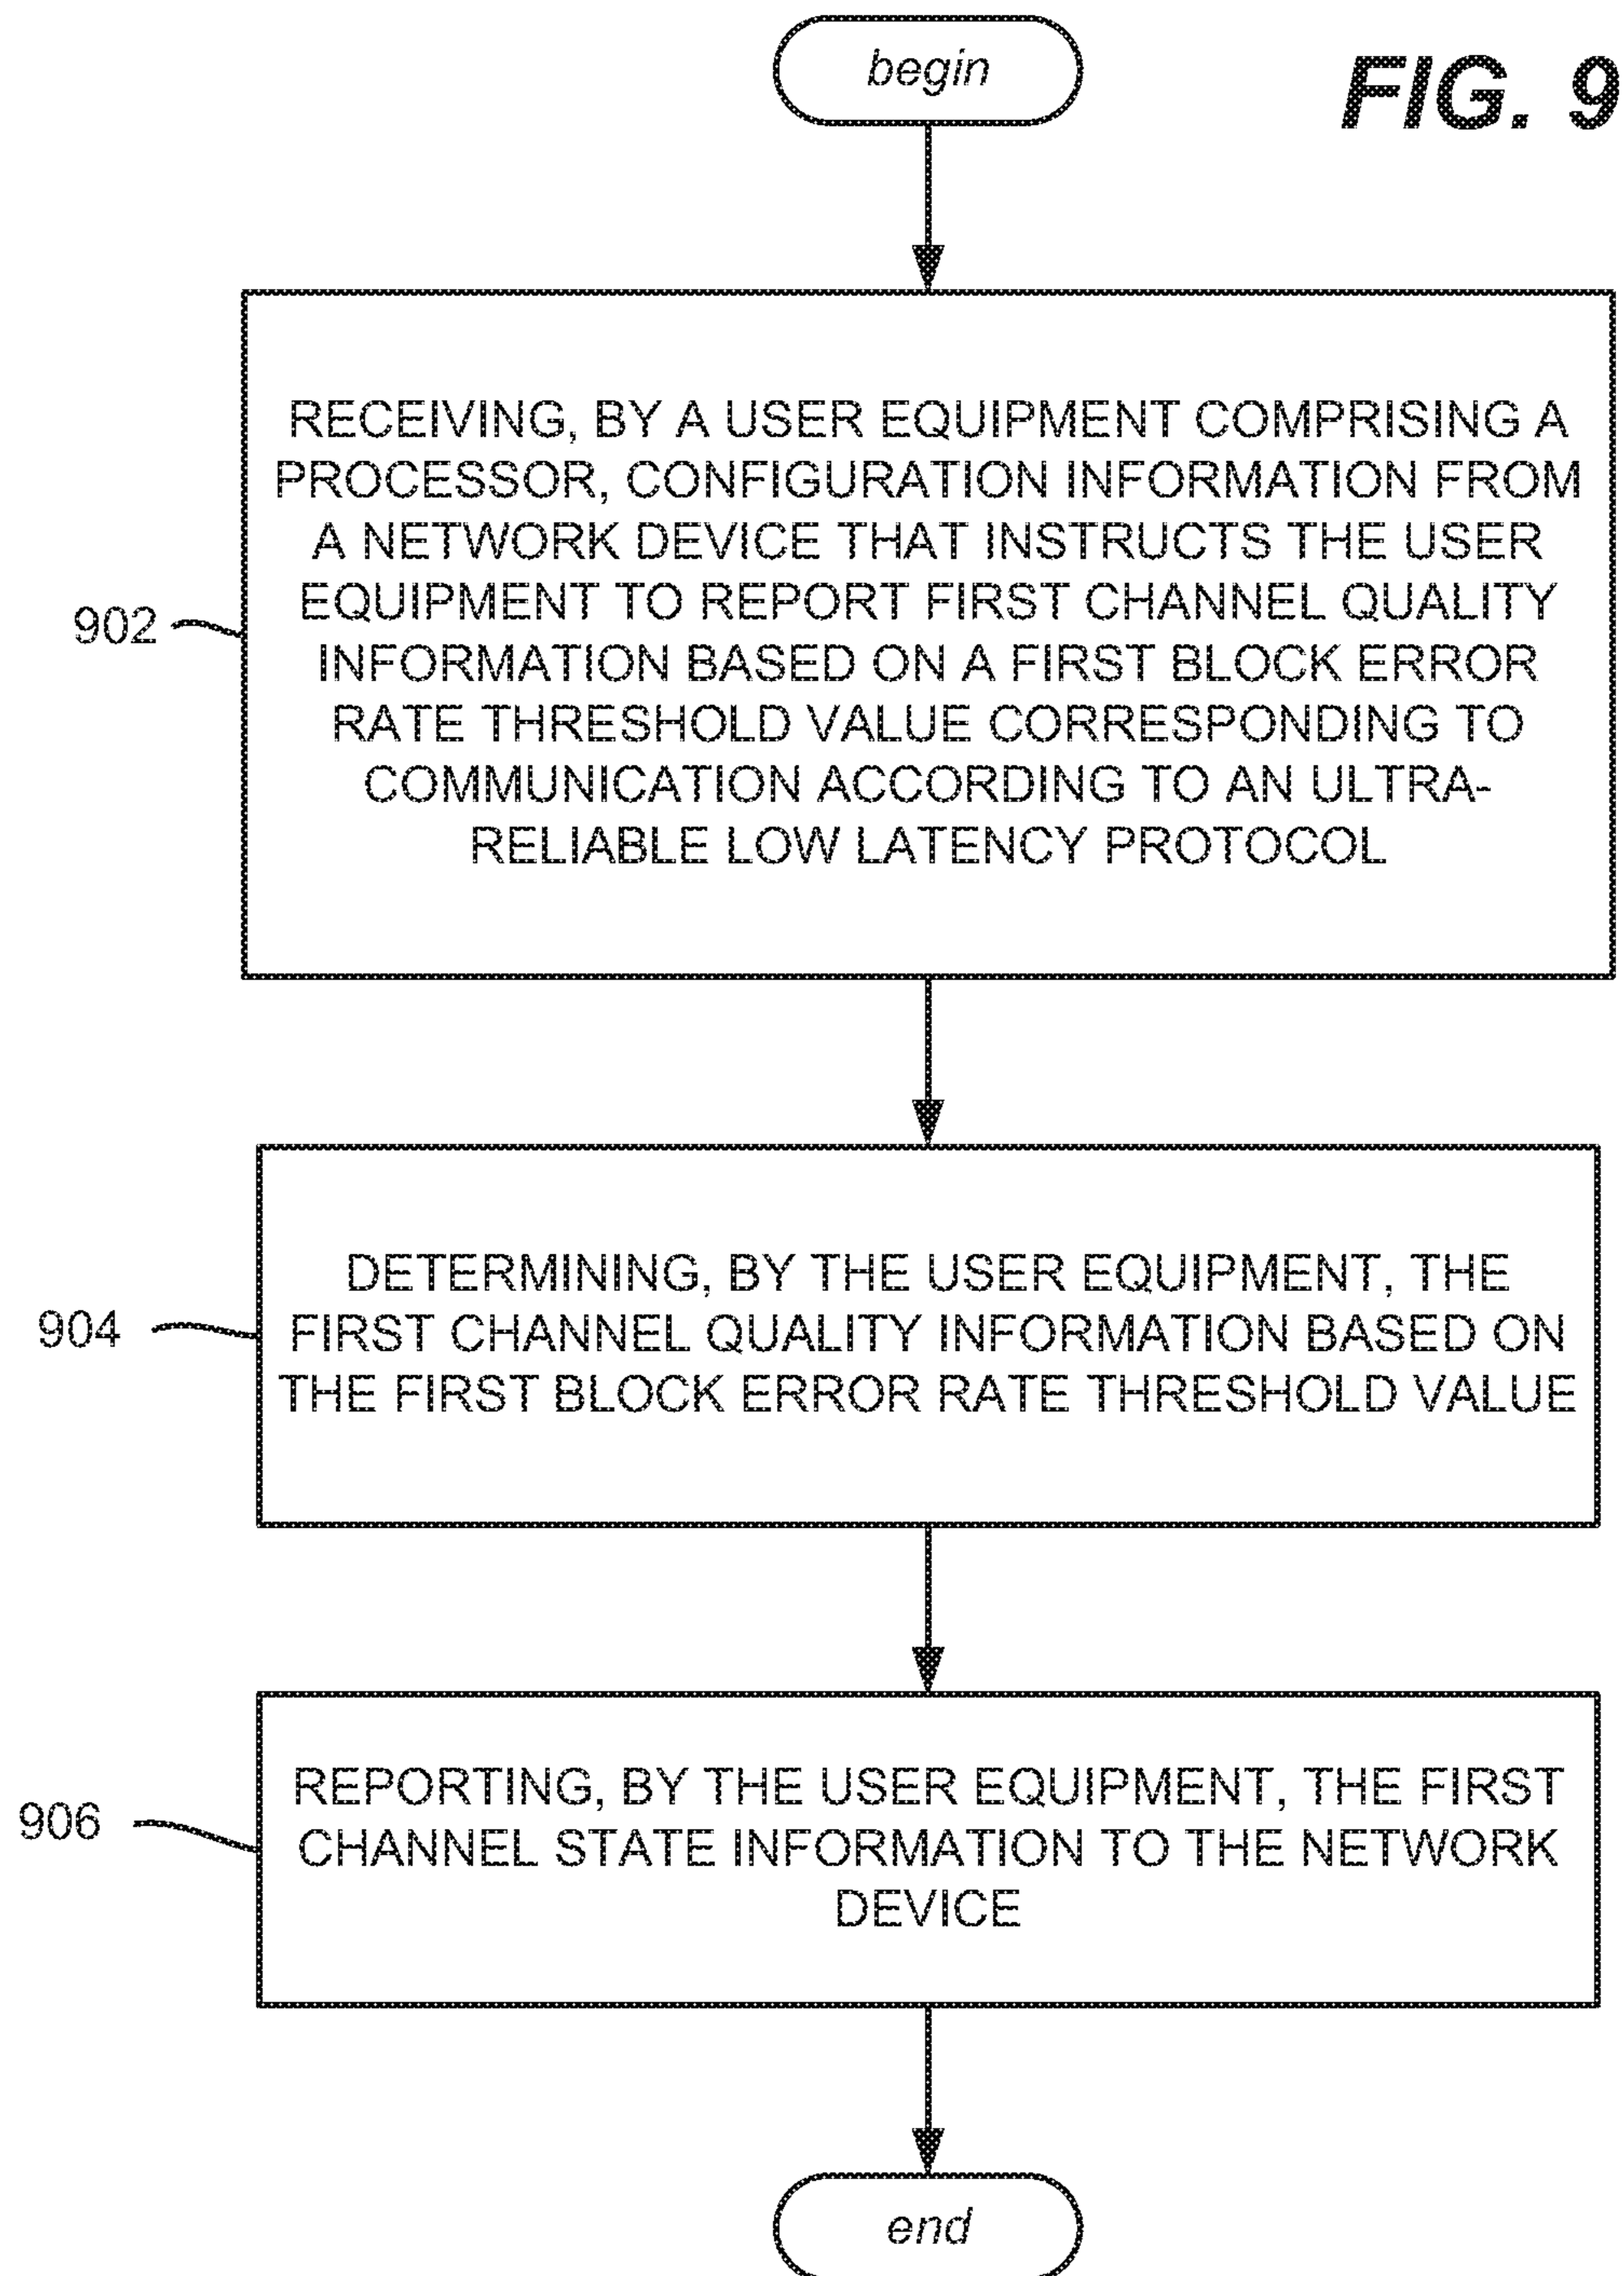 begin
FIG. 9
RECEIVING, BY A USER EQUIPMENT COMPRISING A
PROCESSOR, CONFIGURATION INFORMATION FROM
A NETWORK DEVICE THAT INSTRUCTS THE USER
EQUIPMENT TO REPORT FIRST CHANNEL QUALITY
INFORMATION BASED ON A FIRST BLOCK ERROR
RATE THRESHOLD VALUE CORRESPONDING TO
COMMUNICATION ACCORDING TO AN ULTRA-
RELIABLE LOW LATENCY PROTOCOL
902
DETERMINING, BY THE USER EQUIPMENT, THE
FIRST CHANNEL QUALITY INFORMATION BASED ON
THE FIRST BLOCK ERROR RATE THRESHOLD VALUE
904
REPORTING, BY THE USER EQUIPMENT, THE FIRST
CHANNEL STATE INFORMATION TO THE NETWORK
DEVICE
906
end